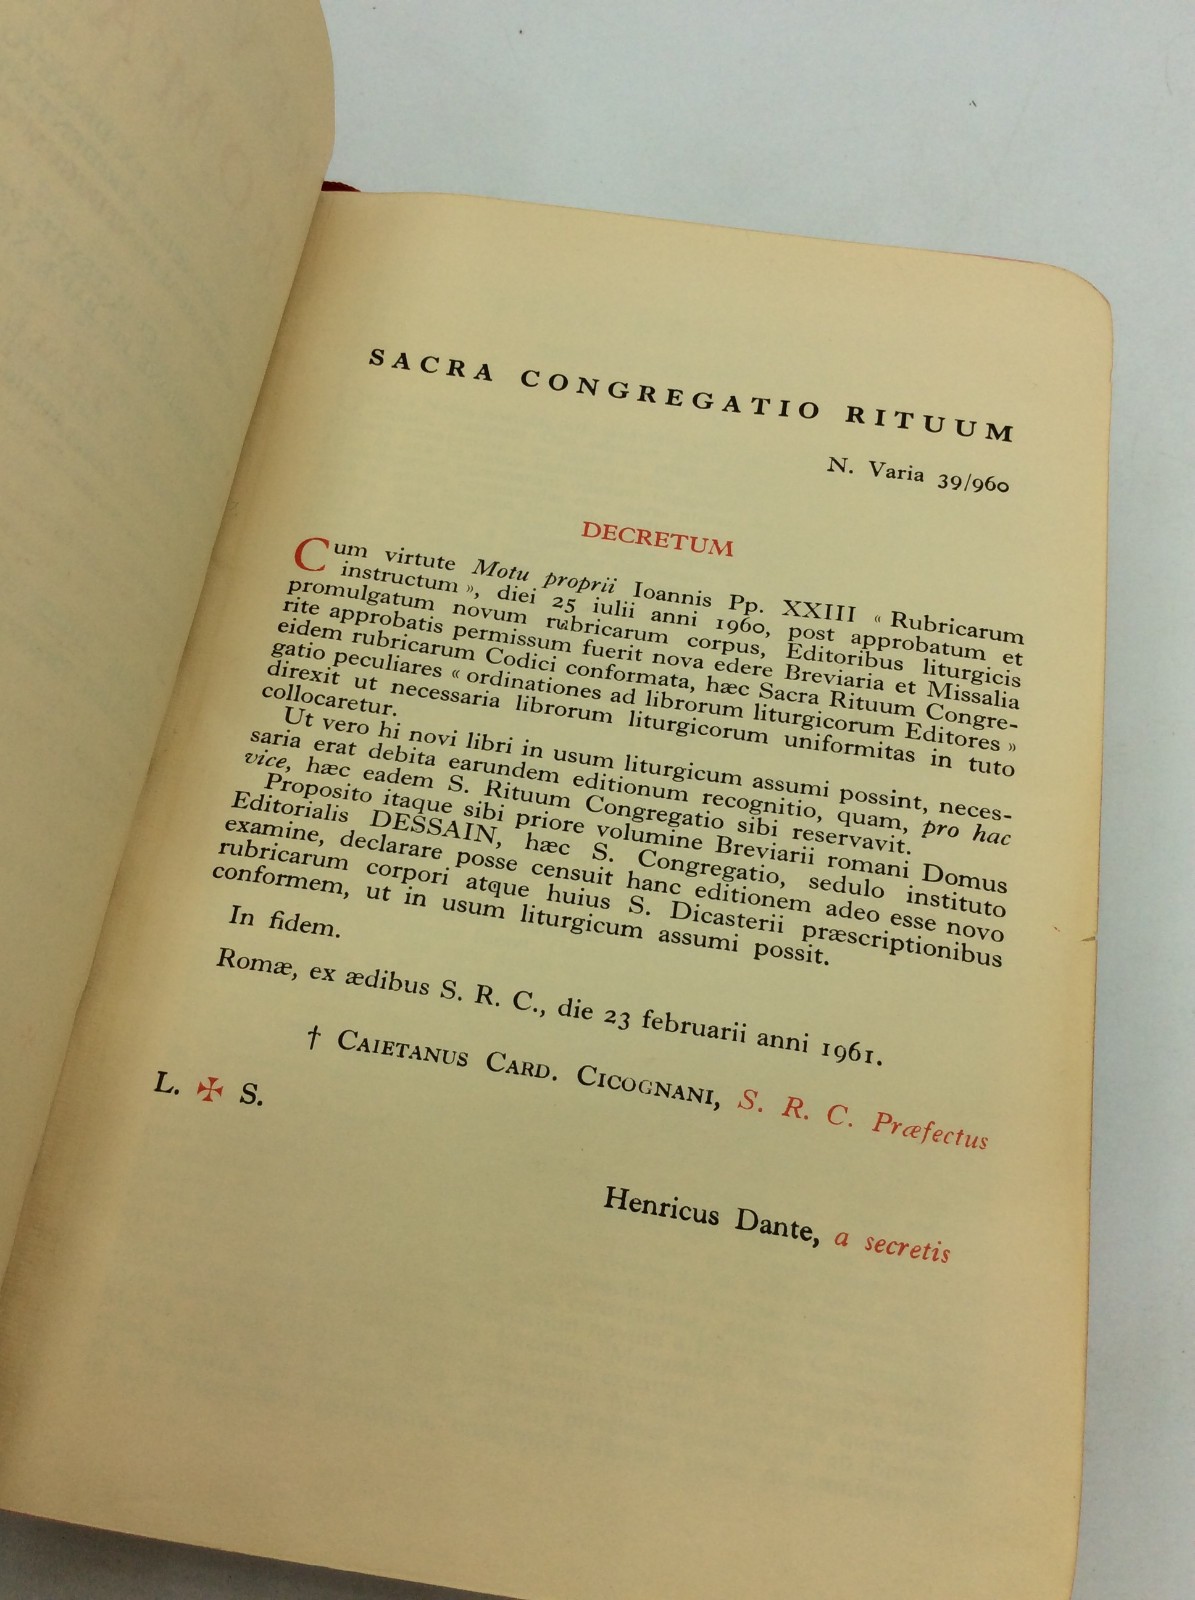 SACRA CONGREGATIO RITUUM
N. Varia 39/960
DECRETUM
Cum virtute Motu proprii Ioannis Pp. XXIII « Rubricarum
instructum », diei 25 iulii anni 1960, post approbatum et
promulgatum novum rubricarum corpus, Editoribus liturgicis
rite approbatis permissum fuerit nova edere Breviaria et Missalia
eidem rubricarum Codici conformata, hæc Sacra Rituum Congre-
gatio peculiares « ordinationes ad librorum liturgicorum Editores »
direxit ut necessaria librorum liturgicorum uniformitas in tuto
collocaretur.
Ut vero hi novi libri in usum liturgicum assumi possint, neces-
saria erat debita earundem editionum recognitio, quam, pro hac
vice, hæc eadem S. Rituum Congregatio sibi reservavit.
Proposito itaque sibi priore volumine Breviarii romani Domus
Editorialis DESSAIN, hæc S. Congregatio, sedulo instituto
examine, declarare posse censuit hanc editionem adeo esse novo
rubricarum corpori atque huius S. Dicasterii præscriptionibus
conformem, ut in usum liturgicum assumi possit.
In fidem.
Romæ, ex ædibus S. R. C., die 23 februarii anni 1961.
† CAIETANUS CARD. CICOGNANI, S. R. C. Præfectus
L. ✠ S.
Henricus Dante, a secretis